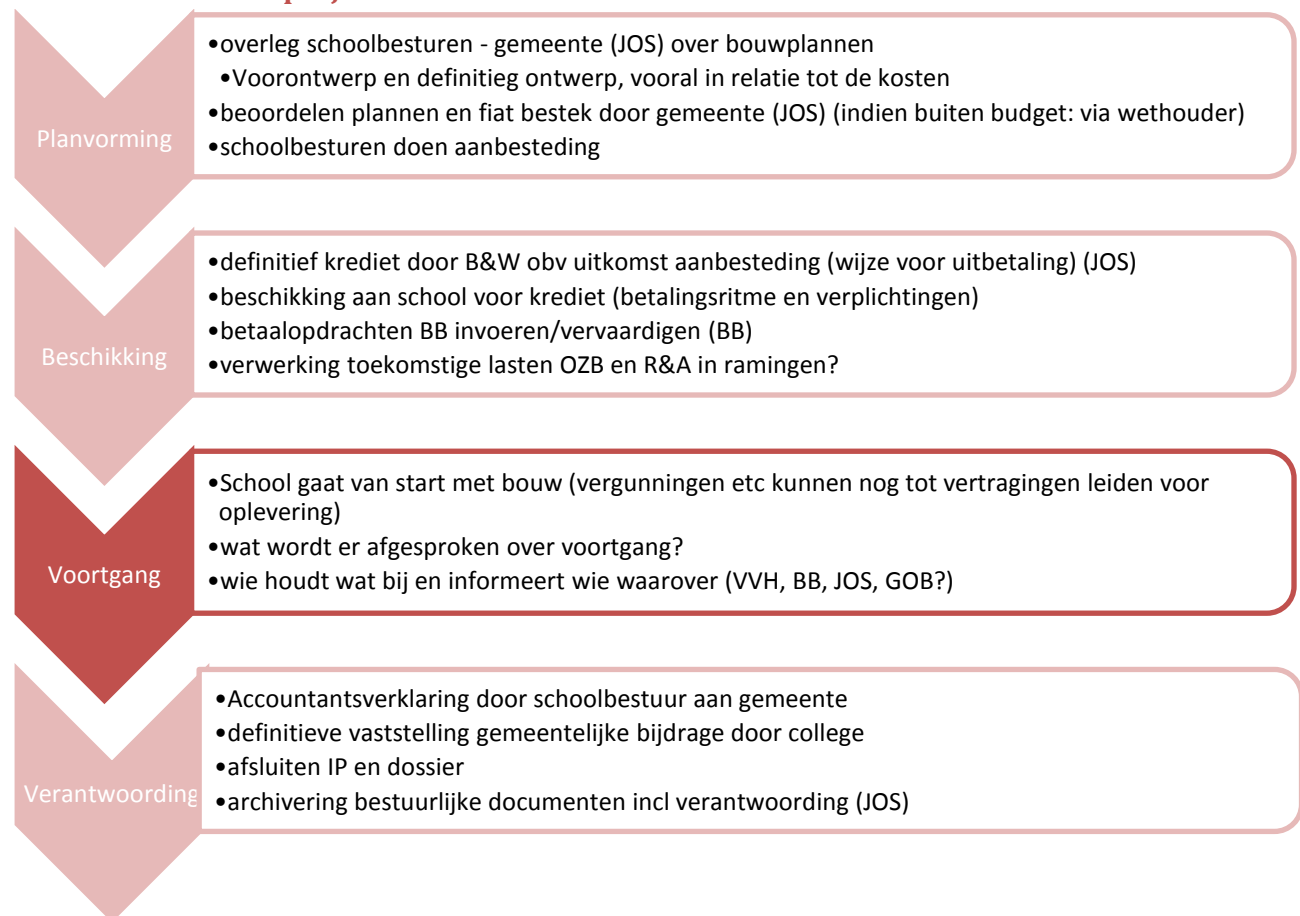 Planvorming
•overleg schoolbesturen - gemeente (JOS) over bouwplannen
•Voorontwerp en definitieg ontwerp, vooral in relatie tot de kosten
•beoordelen plannen en fiat bestek door gemeente (JOS) (indien buiten budget: via wethouder)
•schoolbesturen doen aanbesteding
Beschikking
•definitief krediet door B&W obv uitkomst aanbesteding (wijze voor uitbetaling) (JOS)
•beschikking aan school voor krediet (betalingsritme en verplichtingen)
•betaalopdrachten BB invoeren/vervaardigen (BB)
•verwerking toekomstige lasten OZB en R&A in ramingen?
Voortgang
•School gaat van start met bouw (vergunningen etc kunnen nog tot vertragingen leiden voor
oplevering)
•wat wordt er afgesproken over voortgang?
•wie houdt wat bij en informeert wie waarover (VVH, BB, JOS, GOB?)
Verantwoording
•Accountantsverklaring door schoolbestuur aan gemeente
•definitieve vaststelling gemeentelijke bijdrage door college
•afsluiten IP en dossier
•archivering bestuurlijke documenten incl verantwoording (JOS)